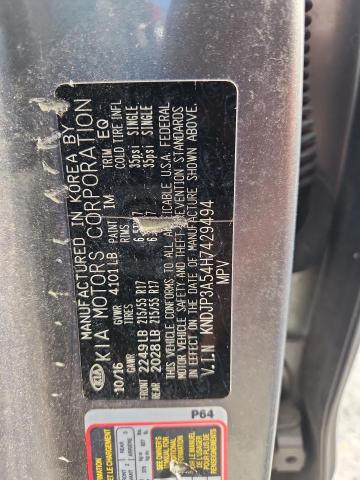 MANUFACTURED IN KOREA BY
KIA KIA MOTORS CORPORATION
10/16 GVWR 4101LB PAINT 1M TRIM EQ
GAWR TIRES RIMS COLD TIRE INFL
FRONT 2249LB 215/55 R17 35psi SINGLE
REAR 2028LB 215/55 R17 35psi SINGLE
THIS VEHICLE CONFORMS TO ALL APPLICABLE U.S.A. FEDERAL
MOTOR VEHICLE SAFETY, BUMPER AND THEFT PREVENTION STANDARDS
IN EFFECT ON THE DATE OF MANUFACTURE SHOWN ABOVE.
V.I.N KNDJP3A54H7429494
MPV
P64